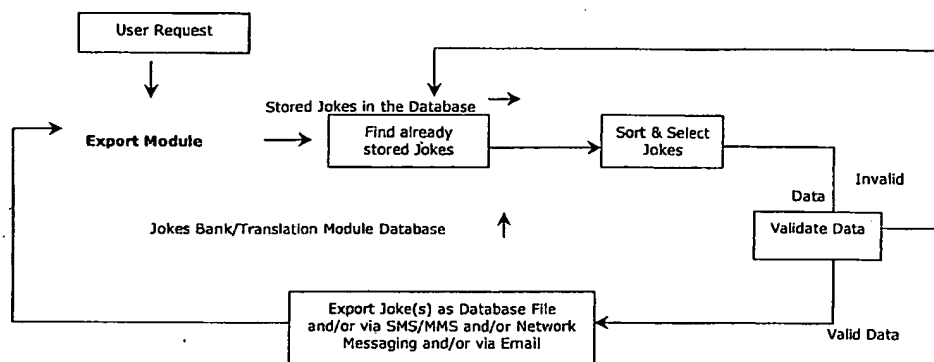 User Request
Stored Jokes in the Database
Export Module
Find already
stored Jokes
Sort & Select
Jokes
Invalid
Data
Jokes Bank/Translation Module Database
Validate Data
Export Joke(s) as Database File
and/or via SMS/MMS and/or Network
Messaging and/or via Email
Valid Data